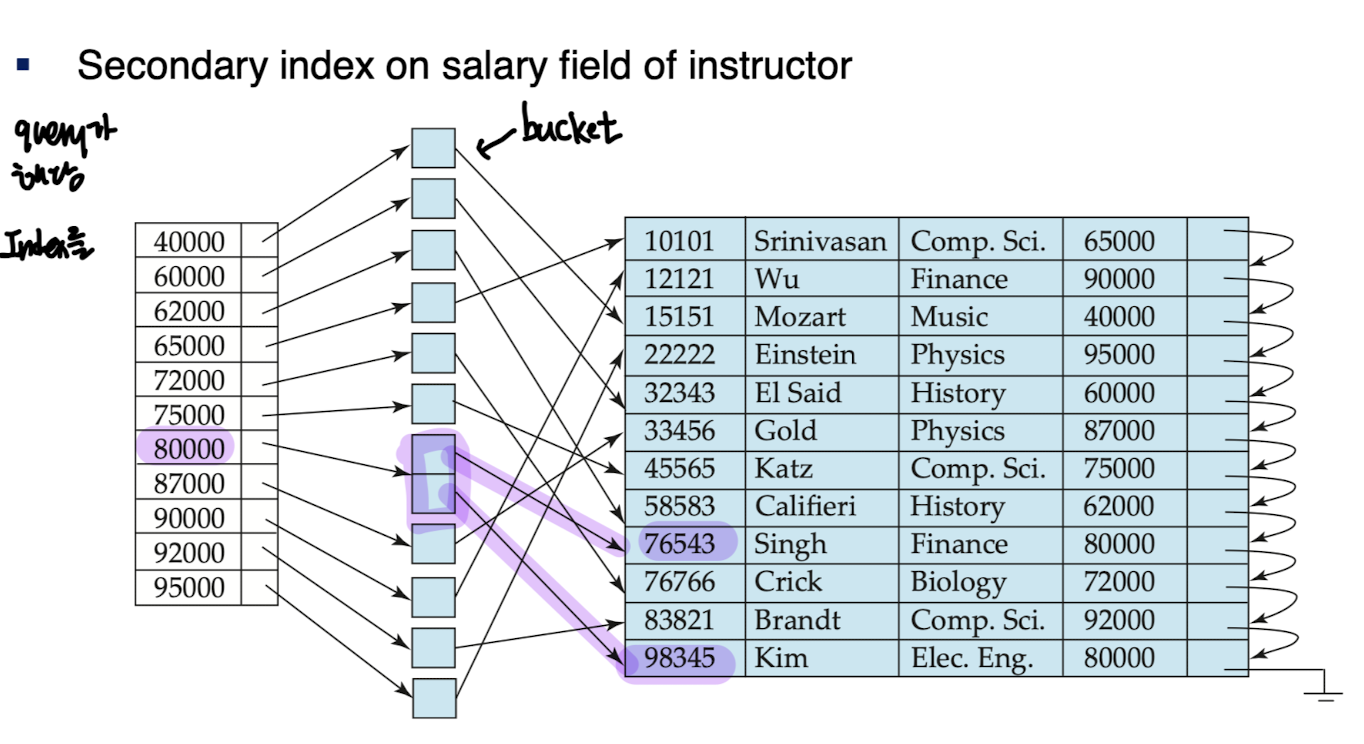 ▪ Secondary index on salary field of instructor
query가
해당
Index를
bucket
40000
60000
62000
65000
72000
75000
80000
87000
90000
92000
95000
10101 Srinivasan Comp. Sci. 65000
12121 Wu Finance 90000
15151 Mozart Music 40000
22222 Einstein Physics 95000
32343 El Said History 60000
33456 Gold Physics 87000
45565 Katz Comp. Sci. 75000
58583 Califieri History 62000
76543 Singh Finance 80000
76766 Crick Biology 72000
83821 Brandt Comp. Sci. 92000
98345 Kim Elec. Eng. 80000